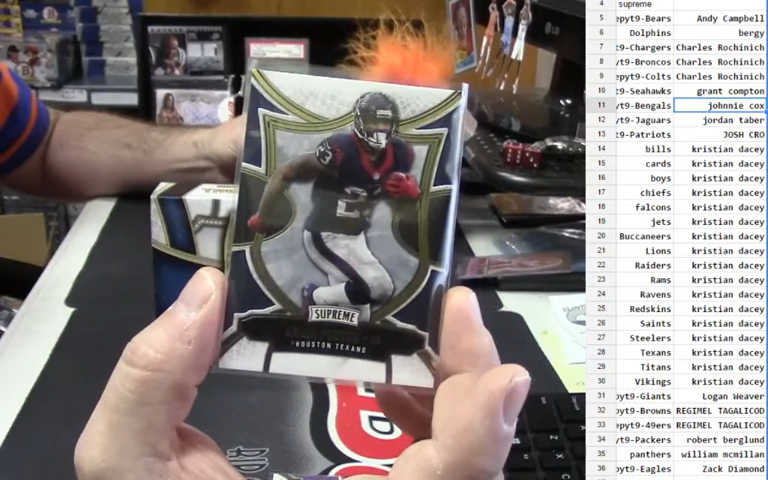 23
2
SUPREME
HOUSTON TEXANS
4 supreme
5 epyt9-Bears Andy Campbell
6 Dolphins bergy
7 t9-Chargers Charles Rochinich
8 t9-Broncos Charles Rochinich
9 epyt9-Colts Charles Rochinich
10 t9-Seahawks grant compton
11 yt9-Bengals johnnie cox
12 yt9-Jaguars jordan taber
13 t9-Patriots JOSH CRO
14 bills kristian dacey
15 cards kristian dacey
16 boys kristian dacey
17 chiefs kristian dacey
18 falcons kristian dacey
19 jets kristian dacey
20 Buccaneers kristian dacey
21 Lions kristian dacey
22 Raiders kristian dacey
23 Rams kristian dacey
24 Ravens kristian dacey
25 Redskins kristian dacey
26 Saints kristian dacey
27 Steelers kristian dacey
28 Texans kristian dacey
29 Titans kristian dacey
30 Vikings kristian dacey
31 pyt9-Giants Logan Weaver
32 pyt9-Browns REGIMEL TAGALICOD
33 pyt9-49ers REGIMEL TAGALICOD
34 yt9-Packers robert berglund
35 panthers william mcmillan
36 pyt9-Eagles Zack Diamond